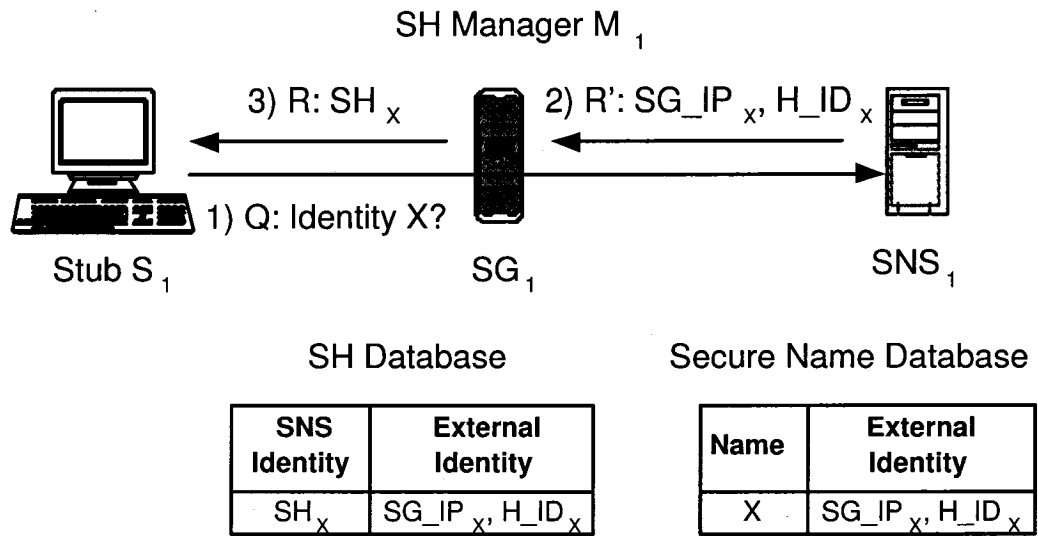 SH Manager M 1
3) R: SH X
2) R': SG_IP X, H_ID X
1) Q: Identity X?
Stub S 1
SG 1
SNS 1
SH Database
Secure Name Database
SNS Identity
External Identity
SH X
SG_IP X, H_ID X
Name
External Identity
X
SG_IP X, H_ID X